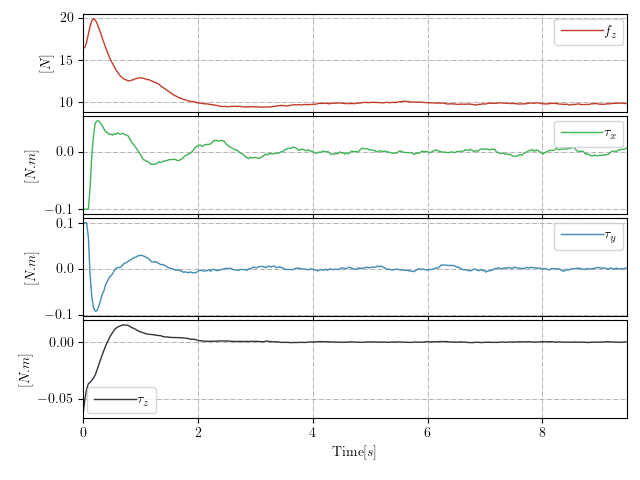 20
15
10
[N]
f_z
0.0
−0.1
[N.m]
τ_x
0.1
0.0
−0.1
[N.m]
τ_y
0.00
−0.05
[N.m]
τ_z
0 2 4 6 8
Time[s]